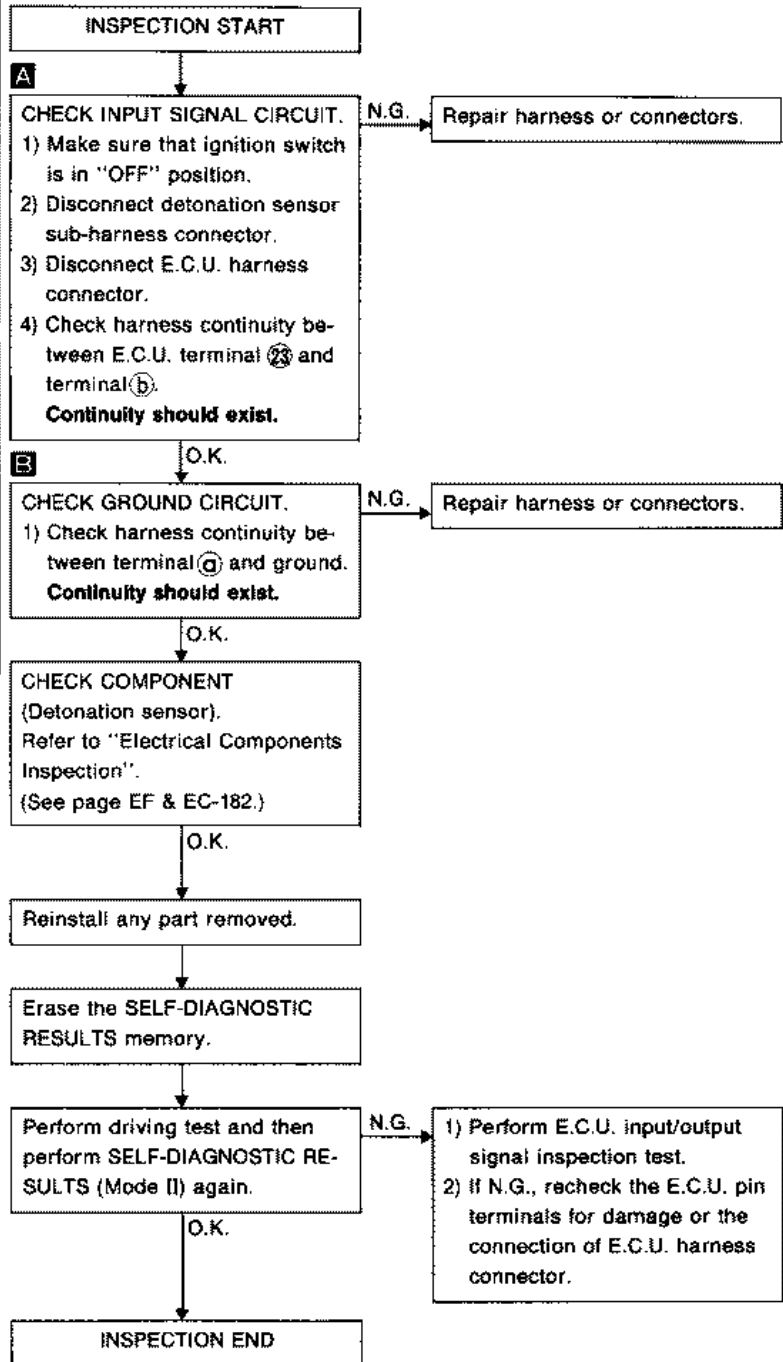 INSPECTION START
A
CHECK INPUT SIGNAL CIRCUIT.
1) Make sure that ignition switch
is in "OFF" position.
2) Disconnect detonation sensor
sub-harness connector.
3) Disconnect E.C.U. harness
connector.
4) Check harness continuity be-
tween E.C.U. terminal 23 and
terminal b.
Continuity should exist.
N.G.
Repair harness or connectors.
O.K.
B
CHECK GROUND CIRCUIT.
1) Check harness continuity be-
tween terminal a and ground.
Continuity should exist.
N.G.
Repair harness or connectors.
O.K.
CHECK COMPONENT
(Detonation sensor).
Refer to "Electrical Components
Inspection".
(See page EF & EC-182.)
O.K.
Reinstall any part removed.
Erase the SELF-DIAGNOSTIC
RESULTS memory.
Perform driving test and then
perform SELF-DIAGNOSTIC RE-
SULTS (Mode II) again.
N.G.
1) Perform E.C.U. input/output
signal inspection test.
2) If N.G., recheck the E.C.U. pin
terminals for damage or the
connection of E.C.U. harness
connector.
O.K.
INSPECTION END